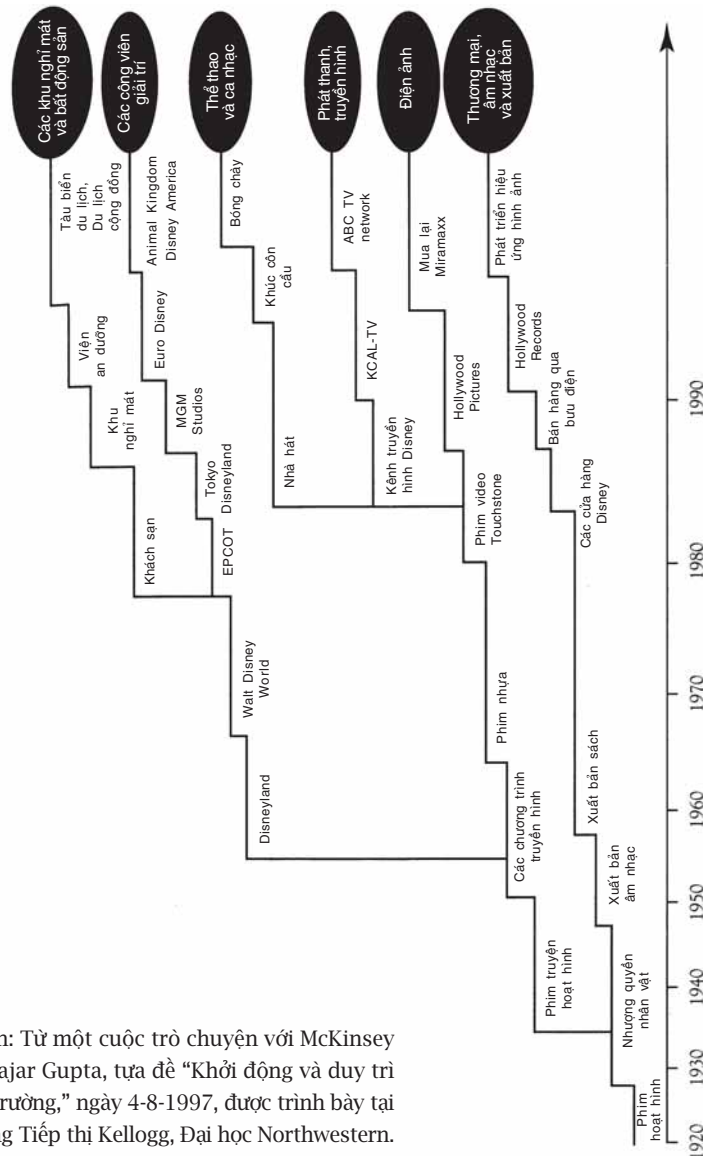 Các khu nghỉ mát
và bất động sản
Các công viên
giải trí
Thể thao
và ca nhạc
Phát thanh,
truyền hình
Điện ảnh
Thương mại,
âm nhạc
và xuất bản
Tàu biển
du lịch,
Du lịch
cộng đồng
Viện
an dưỡng
Khu
nghỉ mát
Khách sạn
Animal Kingdom
Disney America
Euro Disney
MGM
Studios
Tokyo
Disneyland
EPCOT
Walt Disney
World
Disneyland
Bóng chày
Khúc côn
cầu
Nhà hát
ABC TV
network
KCAL-TV
Kênh truyền
hình Disney
Mua lại
Miramaxx
Hollywood
Pictures
Phim video
Touchstone
Phim nhựa
Các chương trình
truyền hình
Phim truyện
hoạt hình
Phát triển hiệu
ứng hình ảnh
Hollywood
Records
Bán hàng qua
bưu điện
Các cửa hàng
Disney
Xuất bản sách
Xuất bản
âm nhạc
Nhượng quyền
nhân vật
Phim
hoạt hình
1920
1930
1940
1950
1960
1970
1980
1990
n: Từ một cuộc trò chuyện với McKinsey
ajar Gupta, tựa đề “Khởi động và duy trì
rường,” ngày 4-8-1997, được trình bày tại
ng Tiếp thị Kellogg, Đại học Northwestern.